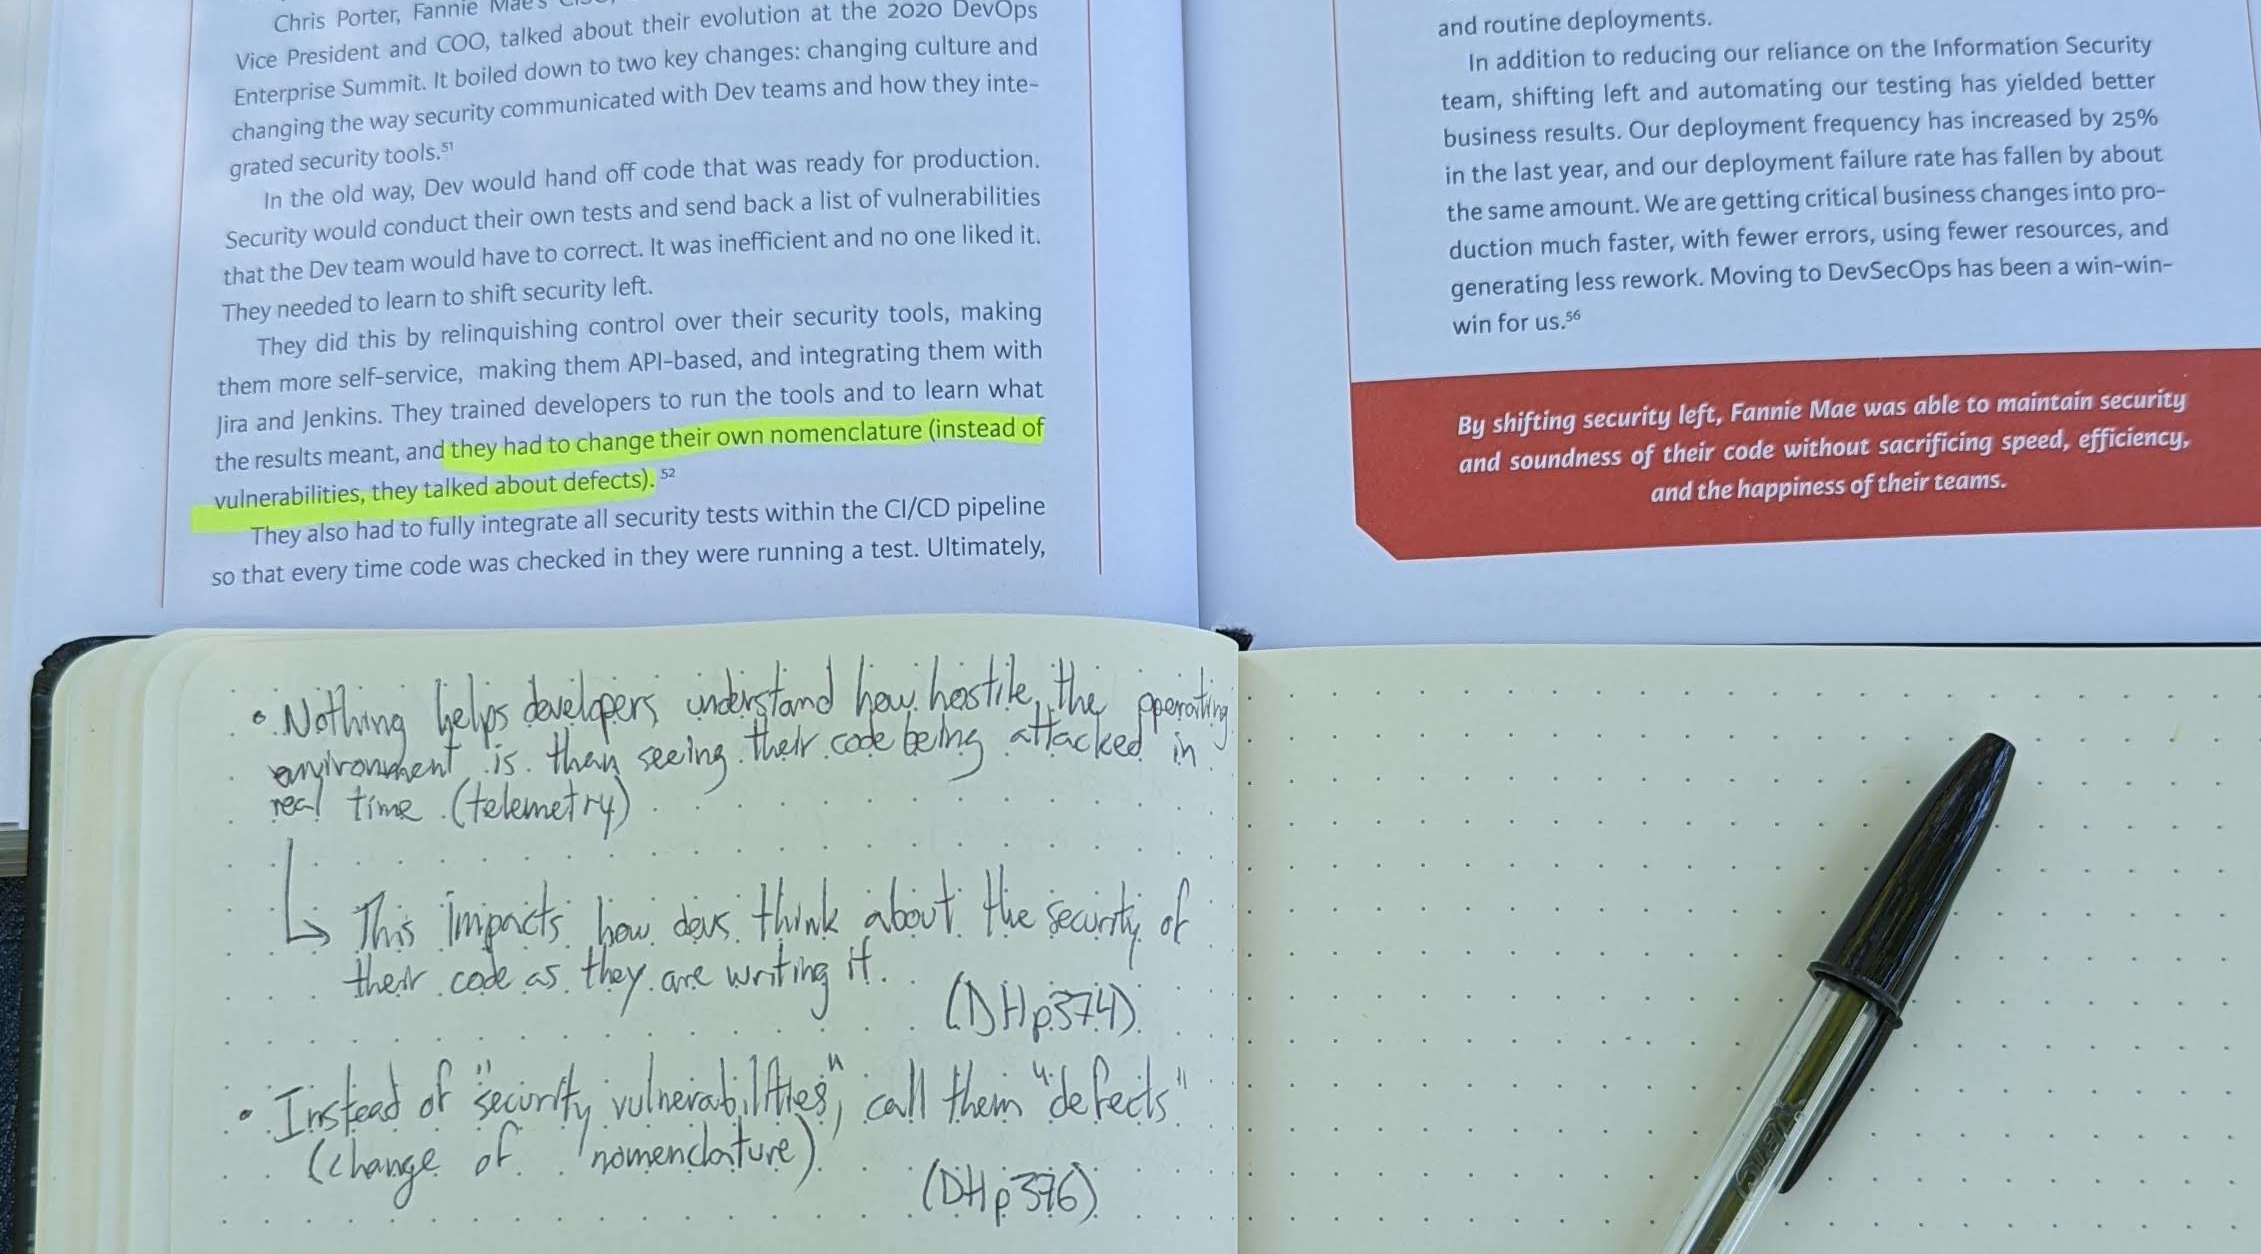 Chris Porter, Fannie Mae's
Vice President and COO, talked about their evolution at the 2020 DevOps
Enterprise Summit. It boiled down to two key changes: changing culture and
changing the way security communicated with Dev teams and how they inte-
grated security tools.⁵¹
In the old way, Dev would hand off code that was ready for production.
Security would conduct their own tests and send back a list of vulnerabilities
that the Dev team would have to correct. It was inefficient and no one liked it.
They needed to learn to shift security left.
They did this by relinquishing control over their security tools, making
them more self-service, making them API-based, and integrating them with
Jira and Jenkins. They trained developers to run the tools and to learn what
the results meant, and they had to change their own nomenclature (instead of
vulnerabilities, they talked about defects). ⁵²
They also had to fully integrate all security tests within the CI/CD pipeline
so that every time code was checked in they were running a test. Ultimately,
and routine deployments.
In addition to reducing our reliance on the Information Security
team, shifting left and automating our testing has yielded better
business results. Our deployment frequency has increased by 25%
in the last year, and our deployment failure rate has fallen by about
the same amount. We are getting critical business changes into pro-
duction much faster, with fewer errors, using fewer resources, and
generating less rework. Moving to DevSecOps has been a win-win-
win for us.⁵⁶
By shifting security left, Fannie Mae was able to maintain security
and soundness of their code without sacrificing speed, efficiency,
and the happiness of their teams.
• Nothing helps developers understand how hostile the operating
environment is than seeing their code being attacked in
real time (telemetry)
↳ This impacts how devs think about the security of
their code as they are writing it.
(DH p374)
• Instead of "security vulnerabilities", call them "defects"
(change of nomenclature)
(DH p376)